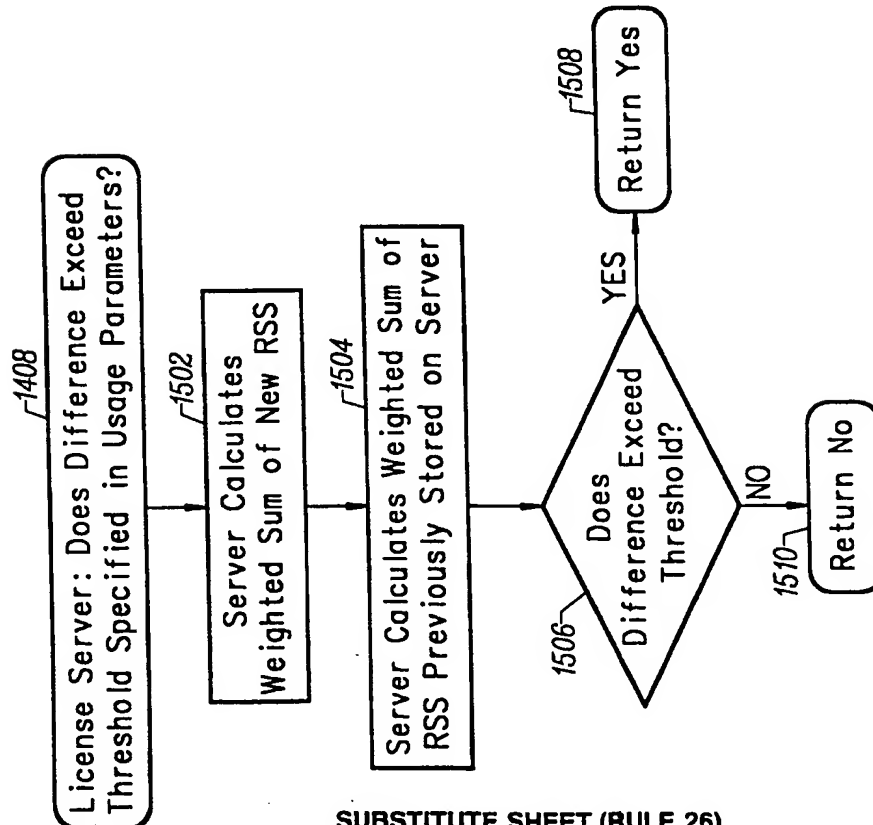 1408
License Server: Does Difference Exceed
Threshold Specified in Usage Parameters?
1502
Server Calculates
Weighted Sum of New RSS
1504
Server Calculates Weighted Sum of
RSS Previously Stored on Server
1506
Does
Difference Exceed
Threshold?
YES
1508
Return Yes
NO
1510
Return No
SUBSTITUTE SHEET (RULE 26)